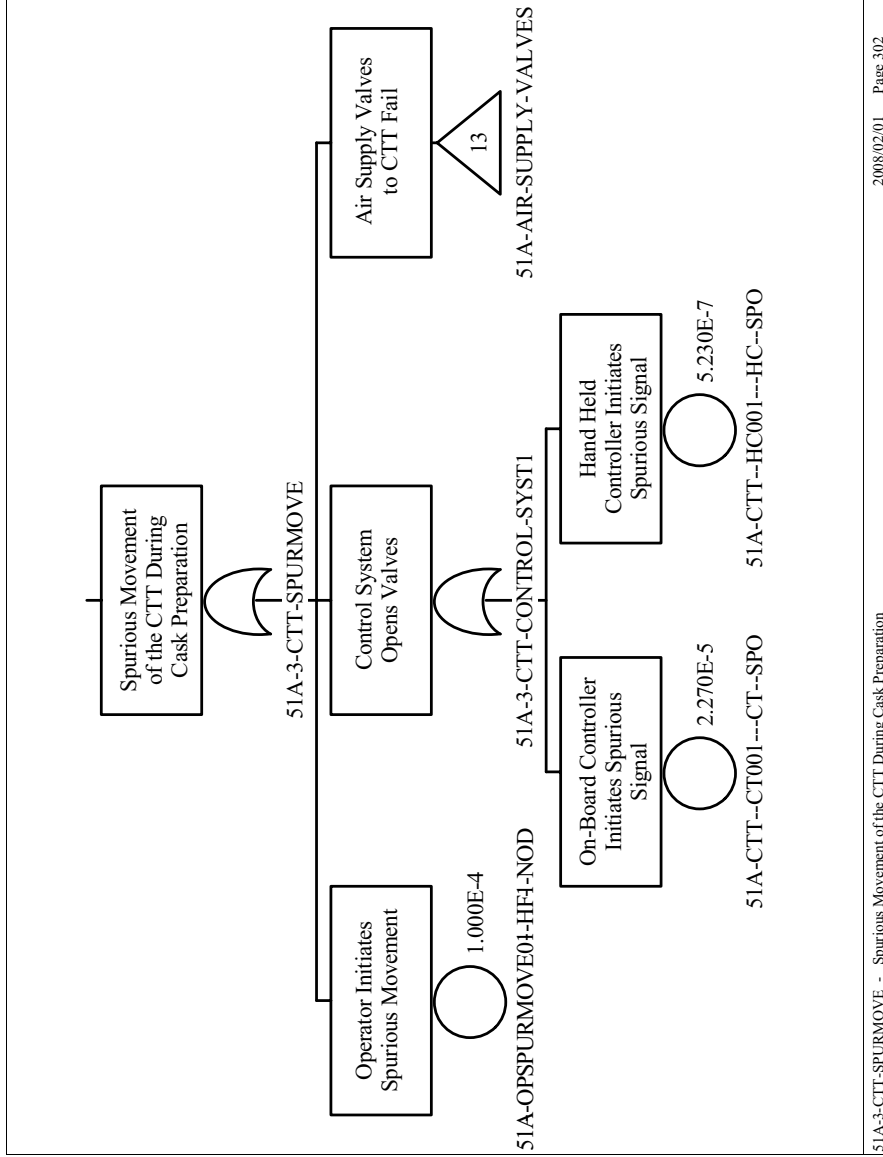 Spurious Movement
of the CTT During
Cask Preparation
51A-3-CTT-SPURMOVE
Operator Initiates
Spurious Movement
1.000E-4
51A-OPSPURMOVE01-HFI-NOD
Control System
Opens Valves
51A-3-CTT-CONTROL-SYST1
Air Supply Valves
to CTT Fail
13
51A-AIR-SUPPLY-VALVES
On-Board Controller
Initiates Spurious
Signal
2.270E-5
51A-CTT--CT001---CT--SPO
Hand Held
Controller Initiates
Spurious Signal
5.230E-7
51A-CTT--HC001---HC--SPO
51A-3-CTT-SPURMOVE - Spurious Movement of the CTT During Cask Preparation
2008/02/01 Page 302